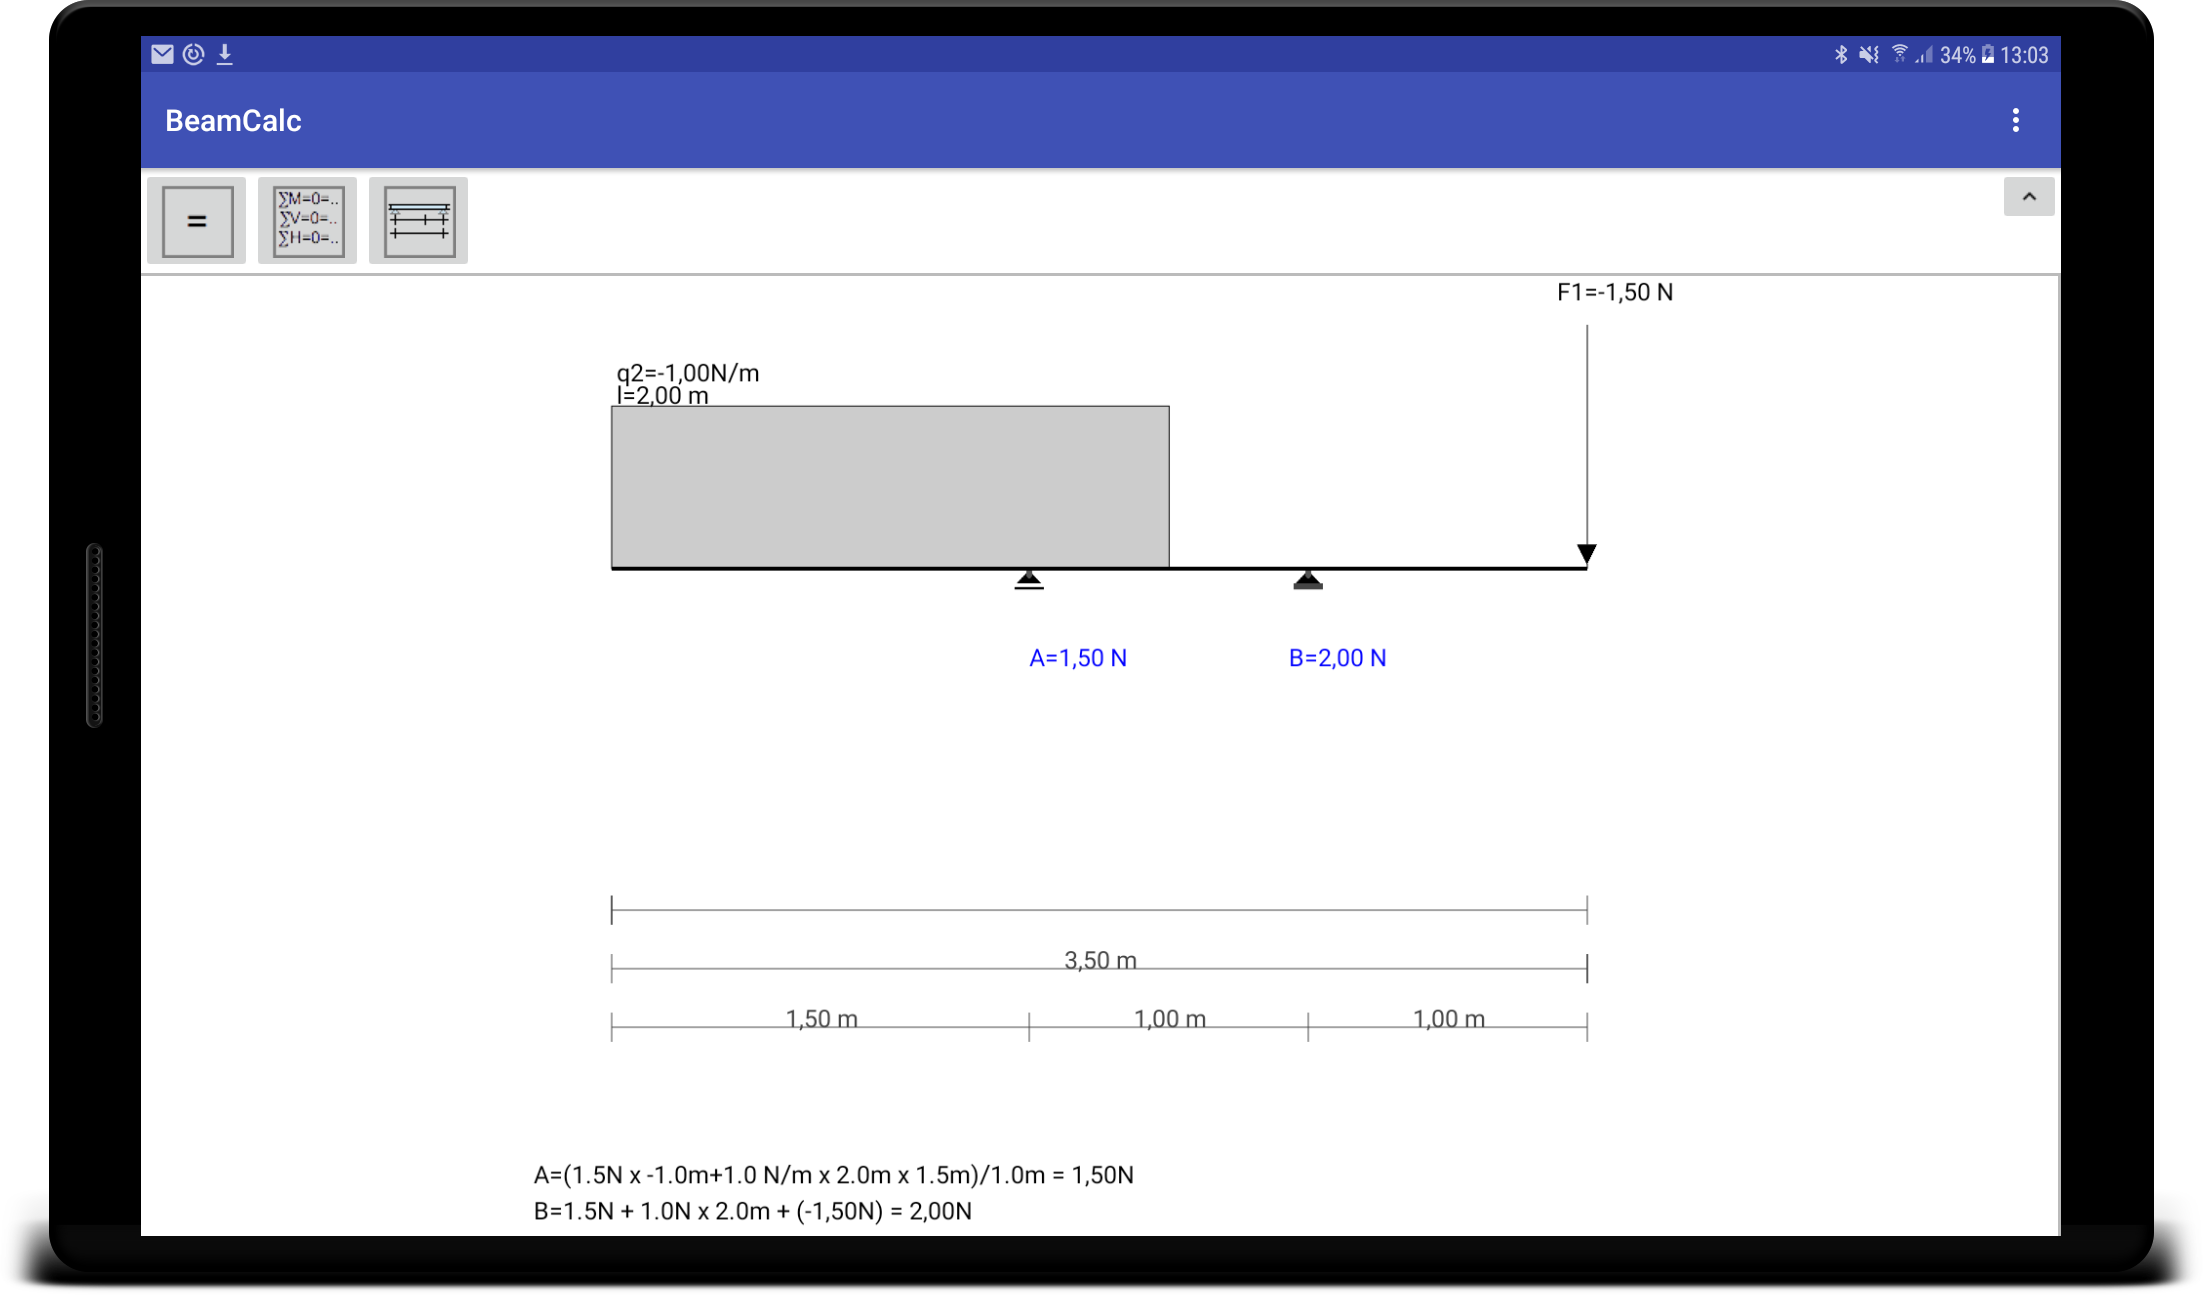 34% 13:03
BeamCalc
=
∑M=0=..
∑V=0=..
∑H=0=..
F1=-1,50 N
q2=-1,00N/m
l=2,00 m
A=1,50 N B=2,00 N
3,50 m
1,50 m 1,00 m 1,00 m
A=(1.5N x -1.0m+1.0 N/m x 2.0m x 1.5m)/1.0m = 1,50N
B=1.5N + 1.0N x 2.0m + (-1,50N) = 2,00N